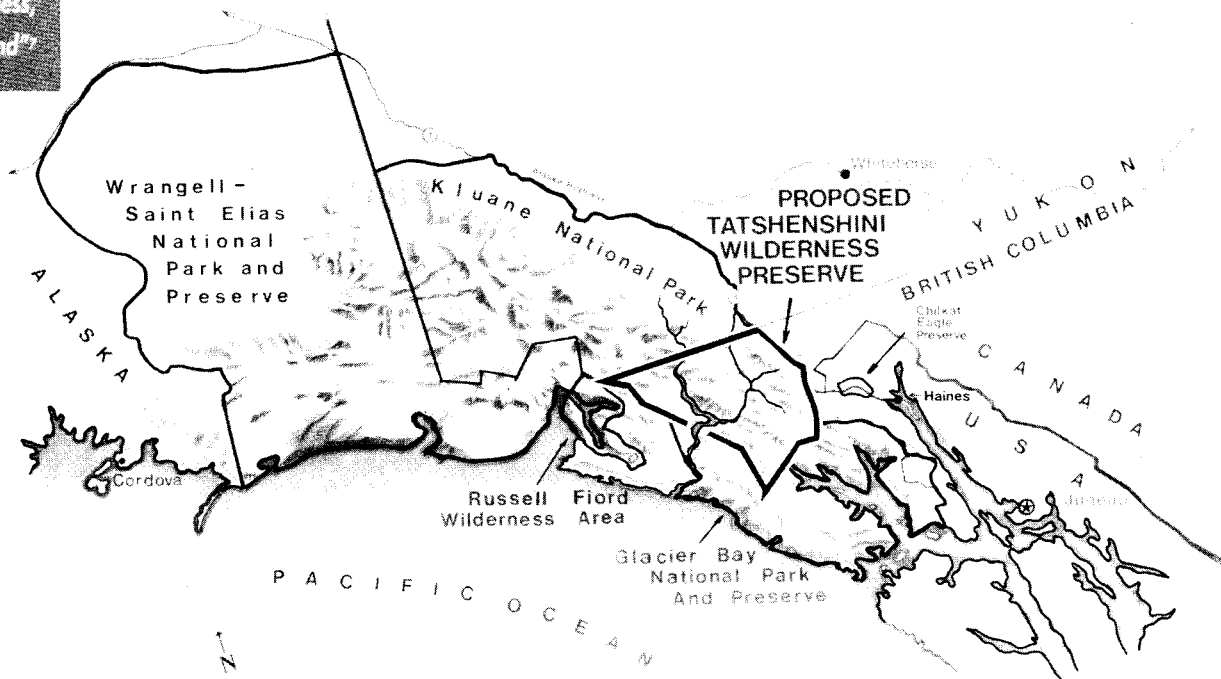 Wrangell –
Saint Elias
National
Park and
Preserve
Kluane National Park
Whitehorse
PROPOSED
TATSHENSHINI
WILDERNESS
PRESERVE
YUKON
BRITISH COLUMBIA
ALASKA
Chilkat
Eagle
Preserve
CANADA
Haines
USA
Juneau
Cordova
Russell Fiord
Wilderness Area
Glacier Bay
National Park
And Preserve
PACIFIC OCEAN
N